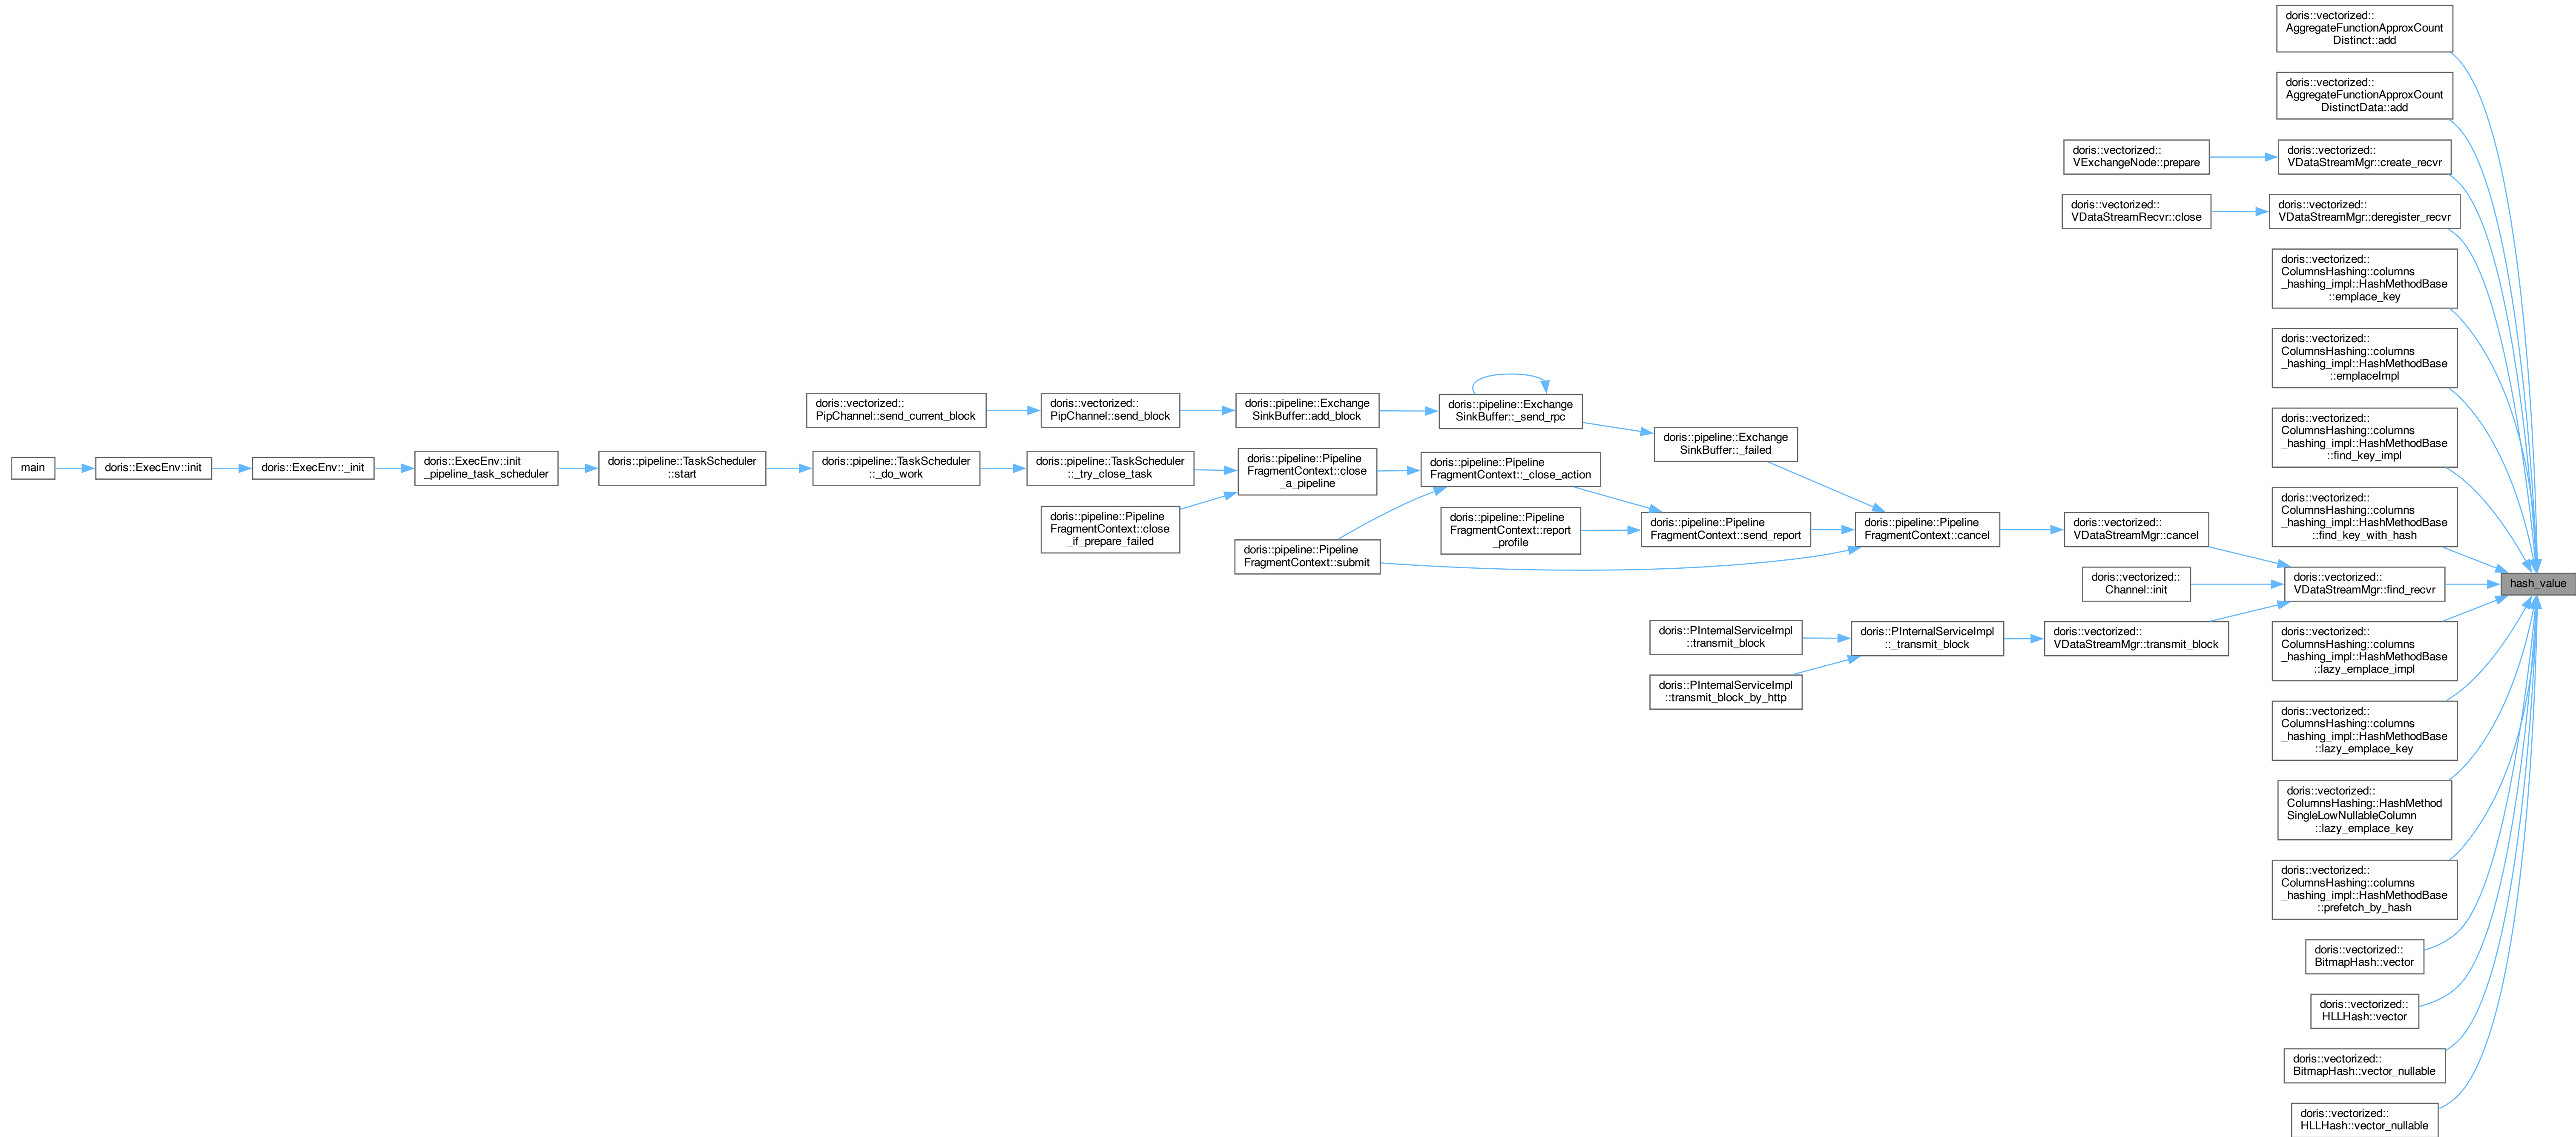 doris::vectorized::
AggregateFunctionApproxCount
Distinct::add
doris::vectorized::
AggregateFunctionApproxCount
DistinctData::add
doris::vectorized::
VExchangeNode::prepare
doris::vectorized::
VDataStreamMgr::create_recvr
doris::vectorized::
VDataStreamRecvr::close
doris::vectorized::
VDataStreamMgr::deregister_recvr
doris::vectorized::
ColumnsHashing::columns
_hashing_impl::HashMethodBase
::emplace_key
doris::vectorized::
ColumnsHashing::columns
_hashing_impl::HashMethodBase
::emplaceImpl
doris::vectorized::
PipChannel::send_current_block
doris::vectorized::
PipChannel::send_block
doris::pipeline::Exchange
SinkBuffer::add_block
doris::pipeline::Exchange
SinkBuffer::_send_rpc
doris::pipeline::Exchange
SinkBuffer::_failed
doris::vectorized::
ColumnsHashing::columns
_hashing_impl::HashMethodBase
::find_key_impl
main
doris::ExecEnv::init
doris::ExecEnv::_init
doris::ExecEnv::init
_pipeline_task_scheduler
doris::pipeline::TaskScheduler
::start
doris::pipeline::TaskScheduler
::_do_work
doris::pipeline::TaskScheduler
::_try_close_task
doris::pipeline::Pipeline
FragmentContext::close
_a_pipeline
doris::pipeline::Pipeline
FragmentContext::_close_action
doris::pipeline::Pipeline
FragmentContext::close
_if_prepare_failed
doris::pipeline::Pipeline
FragmentContext::report
_profile
doris::pipeline::Pipeline
FragmentContext::send_report
doris::pipeline::Pipeline
FragmentContext::cancel
doris::vectorized::
VDataStreamMgr::cancel
doris::vectorized::
ColumnsHashing::columns
_hashing_impl::HashMethodBase
::find_key_with_hash
doris::pipeline::Pipeline
FragmentContext::submit
doris::vectorized::
Channel::init
doris::vectorized::
VDataStreamMgr::find_recvr
hash_value
doris::PInternalServiceImpl
::transmit_block
doris::PInternalServiceImpl
::_transmit_block
doris::vectorized::
VDataStreamMgr::transmit_block
doris::vectorized::
ColumnsHashing::columns
_hashing_impl::HashMethodBase
::lazy_emplace_impl
doris::PInternalServiceImpl
::transmit_block_by_http
doris::vectorized::
ColumnsHashing::columns
_hashing_impl::HashMethodBase
::lazy_emplace_key
doris::vectorized::
ColumnsHashing::HashMethod
SingleLowNullableColumn
::lazy_emplace_key
doris::vectorized::
ColumnsHashing::columns
_hashing_impl::HashMethodBase
::prefetch_by_hash
doris::vectorized::
BitmapHash::vector
doris::vectorized::
HLLHash::vector
doris::vectorized::
BitmapHash::vector_nullable
doris::vectorized::
HLLHash::vector_nullable